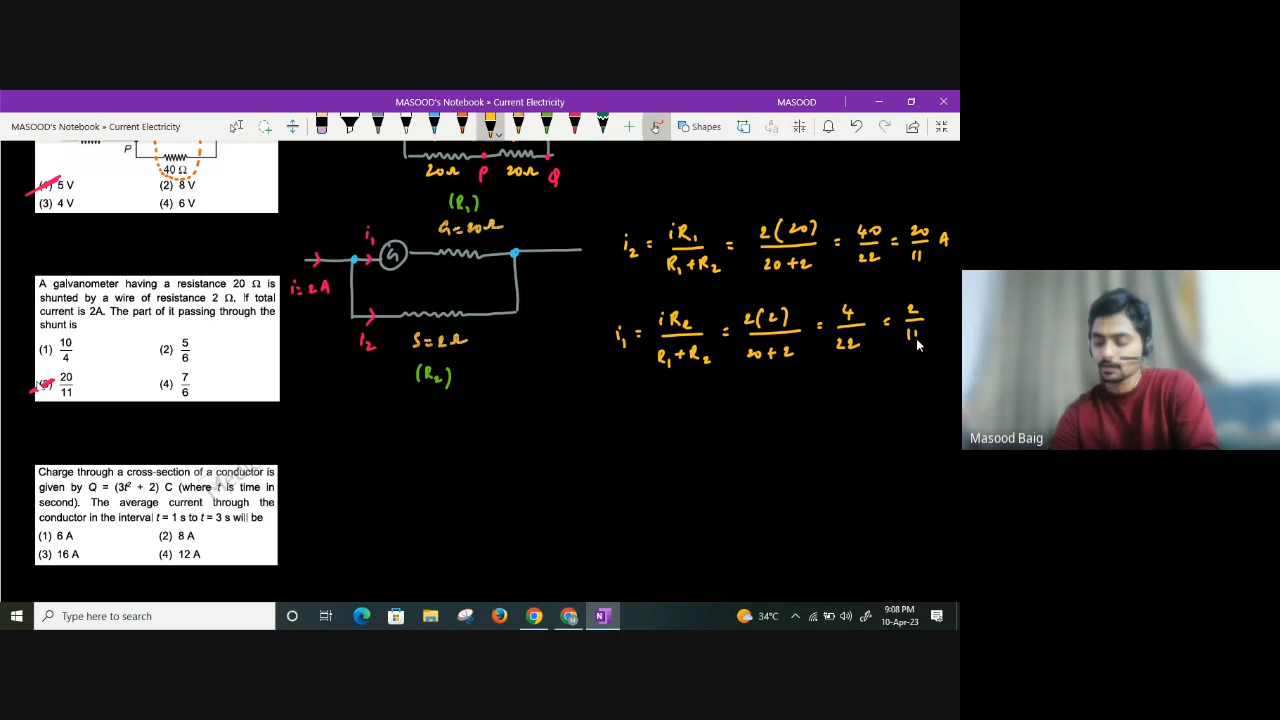 MASOOD's Notebook » Current Electricity
MASOOD
MASOOD's Notebook » Current Electricity
Shapes
P
40 Ω
(1) 5 V
(2) 8 V
(3) 4 V
(4) 6 V
20Ω P 20Ω Q
(R₁)
G = 20Ω
i₁
G
i = 2A
i₂
S = 2Ω
(R₂)
i₂ = iR₁ / (R₁+R₂) = 2(20) / (20+2) = 40/22 = 20/11 A
i₁ = iR₂ / (R₁+R₂) = 2(2) / (20+2) = 4/22 = 2/11
A galvanometer having a resistance 20 Ω is
shunted by a wire of resistance 2 Ω. If total
current is 2A. The part of it passing through the
shunt is
(1) 10/4
(2) 5/6
20/11
(4) 7/6
Charge through a cross-section of a conductor is
given by Q = (3t² + 2) C (where t is time in
second). The average current through the
conductor in the interval t = 1 s to t = 3 s will be
(1) 6 A
(2) 8 A
(3) 16 A
(4) 12 A
Masood Baig
Type here to search
34°C
9:08 PM
10-Apr-23